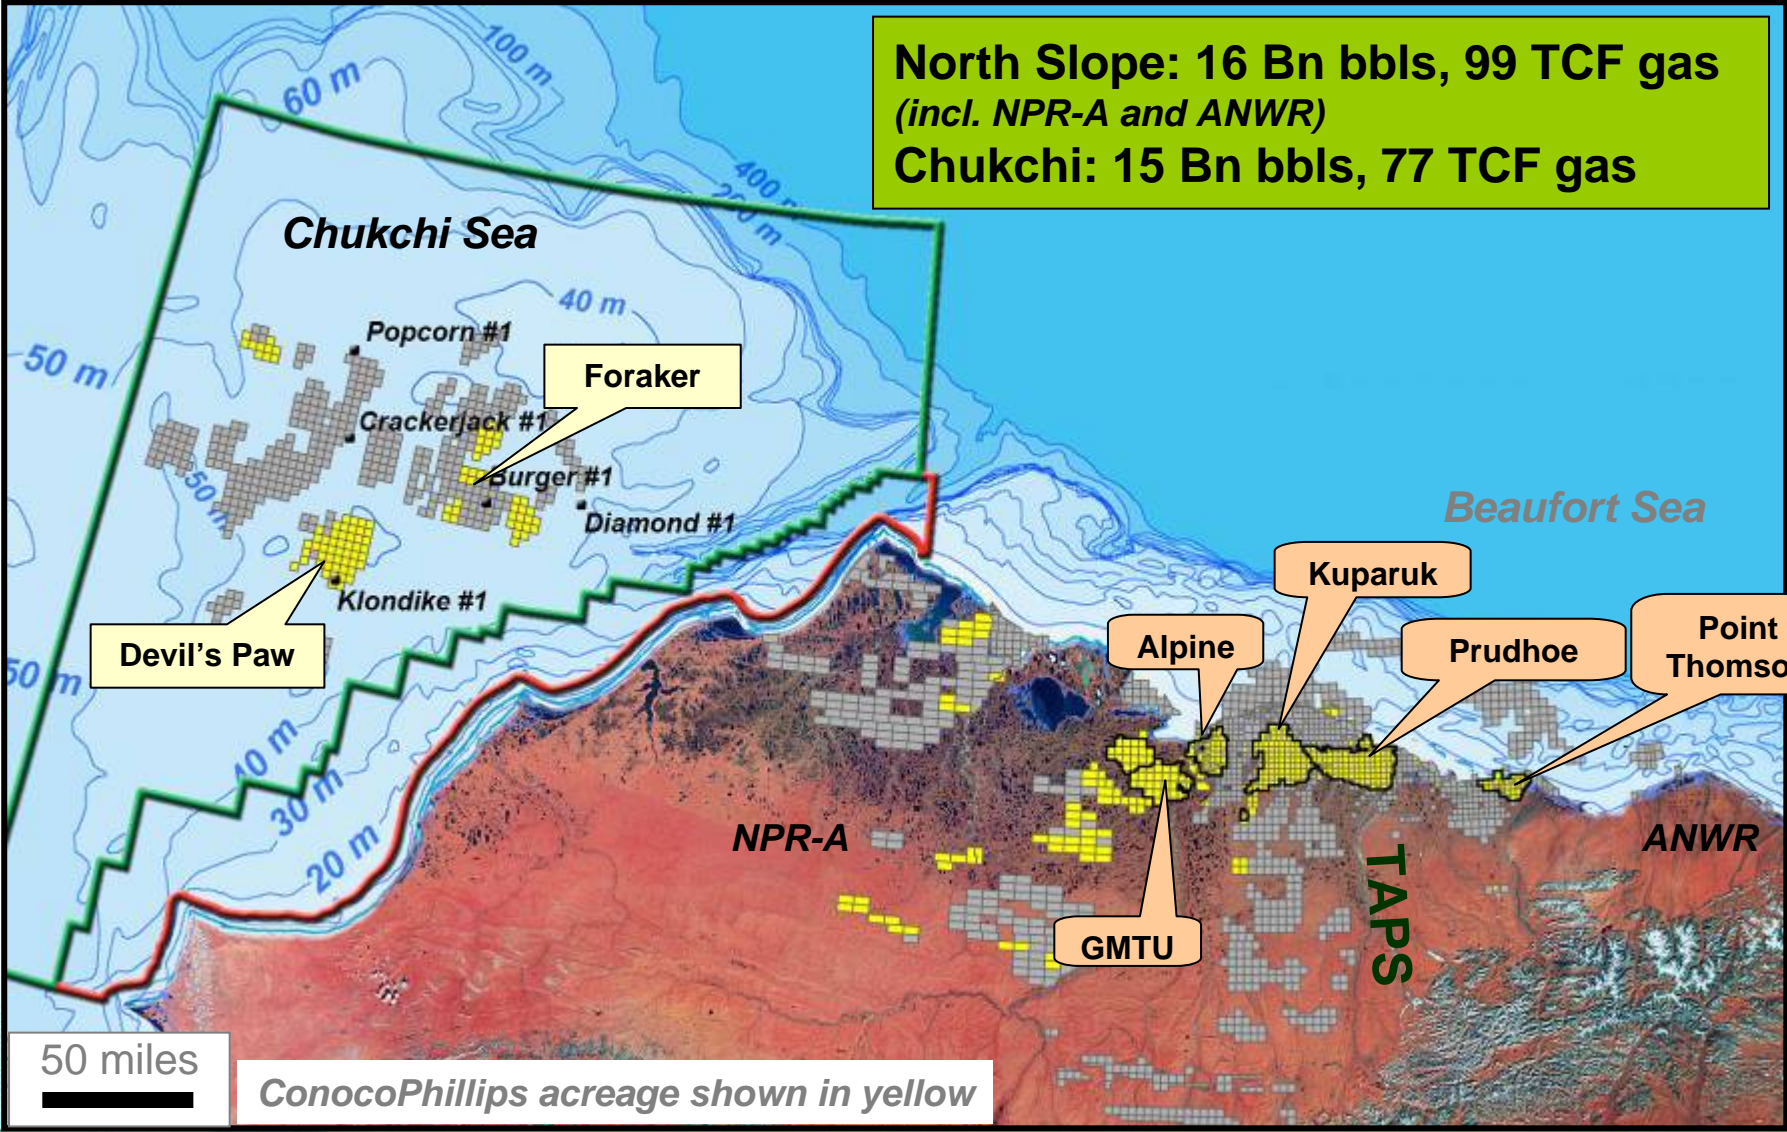 North Slope: 16 Bn bbls, 99 TCF gas
(incl. NPR-A and ANWR)
Chukchi: 15 Bn bbls, 77 TCF gas
100 m
60 m
400 m
200 m
Chukchi Sea
40 m
Popcorn #1
50 m
Foraker
Crackerjack #1
Burger #1
50 m
Diamond #1
Beaufort Sea
Kuparuk
Klondike #1
Devil's Paw
Alpine
Prudhoe
Point
Thomso
50 m
40 m
30 m
20 m
NPR-A
ANWR
TAPS
GMTU
50 miles
ConocoPhillips acreage shown in yellow